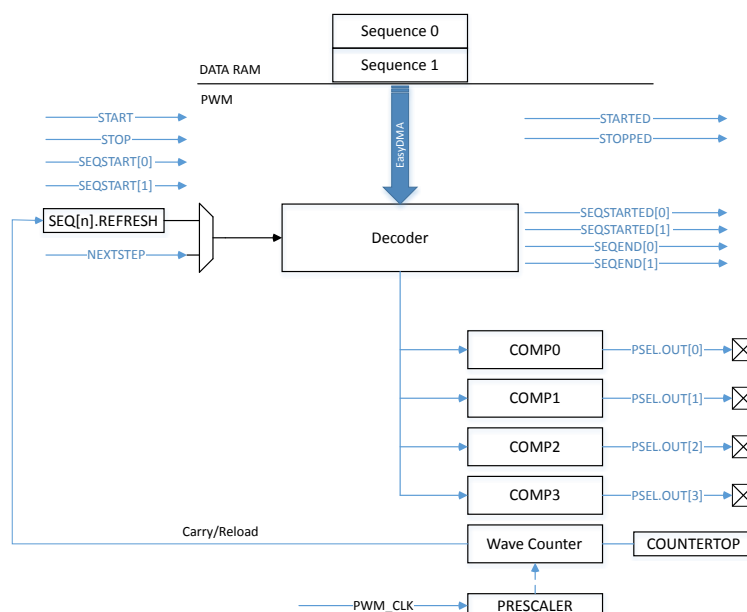 Sequence 0
Sequence 1
DATA RAM
PWM
START
STOP
SEQSTART[0]
SEQSTART[1]
EasyDMA
STARTED
STOPPED
SEQ[n].REFRESH
NEXTSTEP
Decoder
SEQSTARTED[0]
SEQSTARTED[1]
SEQEND[0]
SEQEND[1]
COMP0
PSEL.OUT[0]
COMP1
PSEL.OUT[1]
COMP2
PSEL.OUT[2]
COMP3
PSEL.OUT[3]
Carry/Reload
Wave Counter
COUNTERTOP
PWM_CLK
PRESCALER